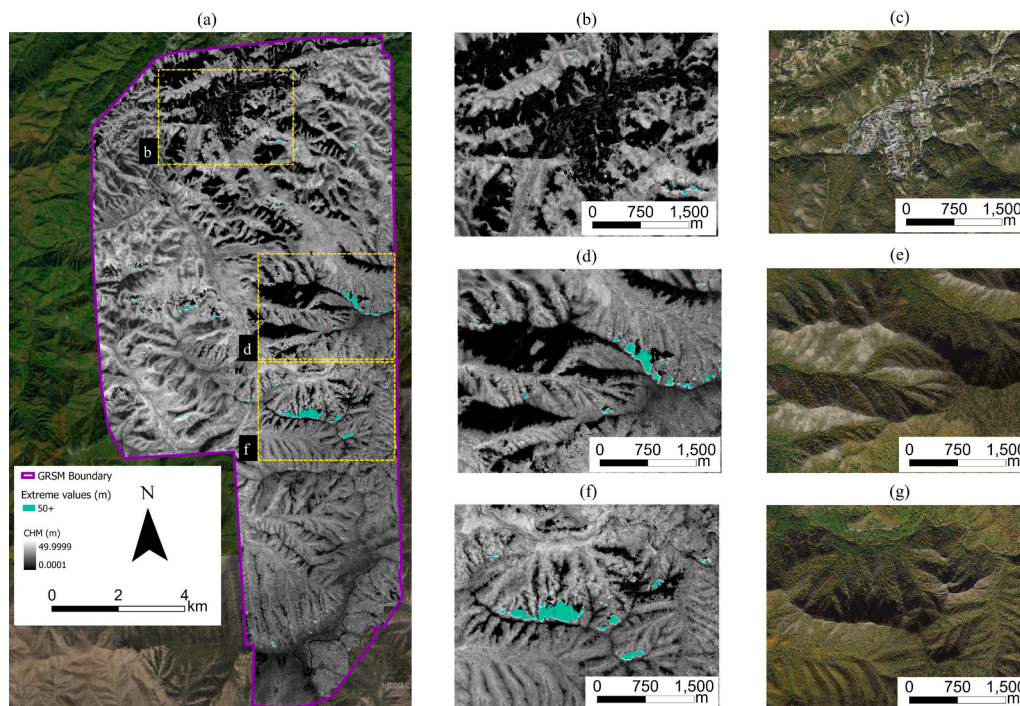 (a)
(b)
(c)
b
0 750 1,500
m
0 750 1,500
m
(d)
(e)
d
f
0 750 1,500
m
0 750 1,500
m
(f)
(g)
GRSM Boundary
Extreme values (m)
50+
CHM (m)
49.9999
0.0001
N
0 2 4
km
0 750 1,500
m
0 750 1,500
m